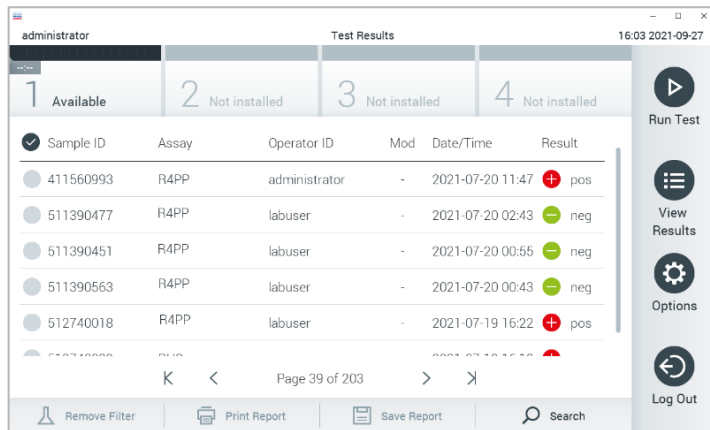 administrator Test Results 16:03 2021-09-27
--:--
1 Available 2 Not installed 3 Not installed 4 Not installed
Run Test
Sample ID Assay Operator ID Mod Date/Time Result
411560993 R4PP administrator - 2021-07-20 11:47 pos
511390477 R4PP labuser - 2021-07-20 02:43 neg
View Results
511390451 R4PP labuser - 2021-07-20 00:55 neg
511390563 R4PP labuser - 2021-07-20 00:43 neg
Options
512740018 R4PP labuser - 2021-07-19 16:22 pos
Page 39 of 203
Log Out
Remove Filter Print Report Save Report Search